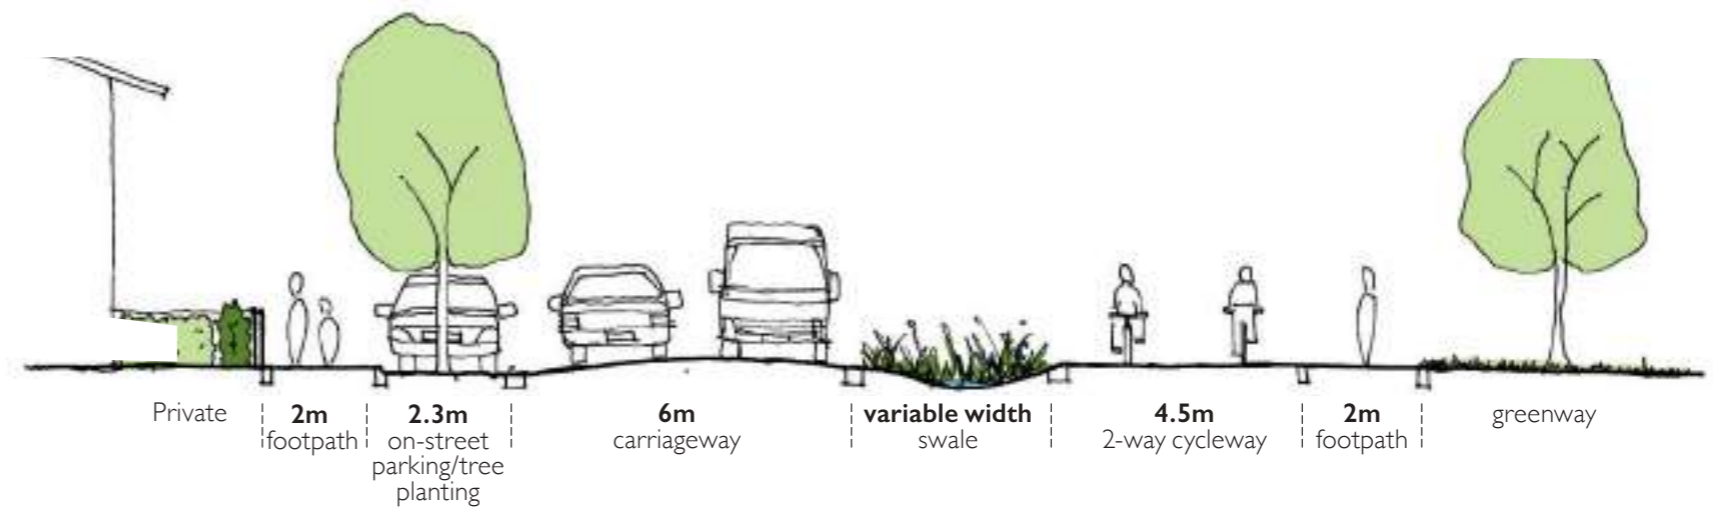 Private
2m
footpath
2.3m
on-street
parking/tree
planting
6m
carriageway
variable width
swale
4.5m
2-way cycleway
2m
footpath
greenway